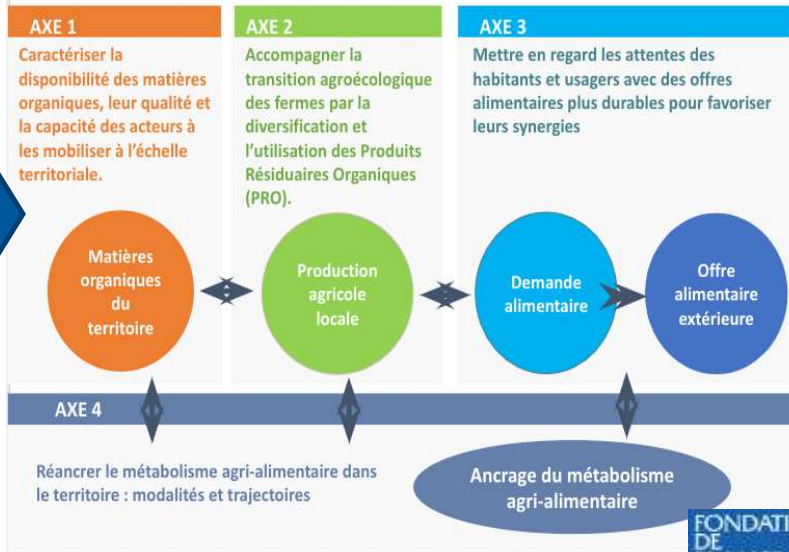 AXE 1
Caractériser la
disponibilité des matières
organiques, leur qualité et
la capacité des acteurs à
les mobiliser à l'échelle
territoriale.
AXE 2
Accompagner la
transition agroécologique
des fermes par la
diversification et
l'utilisation des Produits
Résiduaires Organiques
(PRO).
AXE 3
Mettre en regard les attentes des
habitants et usagers avec des offres
alimentaires plus durables pour favoriser
leurs synergies
Matières
organiques
du
territoire
Production
agricole
locale
Demande
alimentaire
Offre
alimentaire
extérieure
AXE 4
Réancrer le métabolisme agri-alimentaire dans
le territoire : modalités et trajectoires
Ancrage du métabolisme
agri-alimentaire
DE